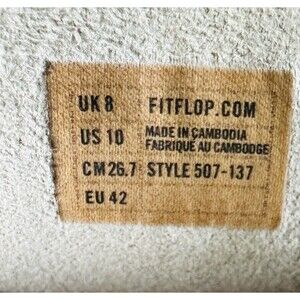 UK 8 FITFLOP.COM
US 10 MADE IN CAMBODIA
FABRIQUÉ AU CAMBODGE
CM 26.7 STYLE 507-137
EU 42